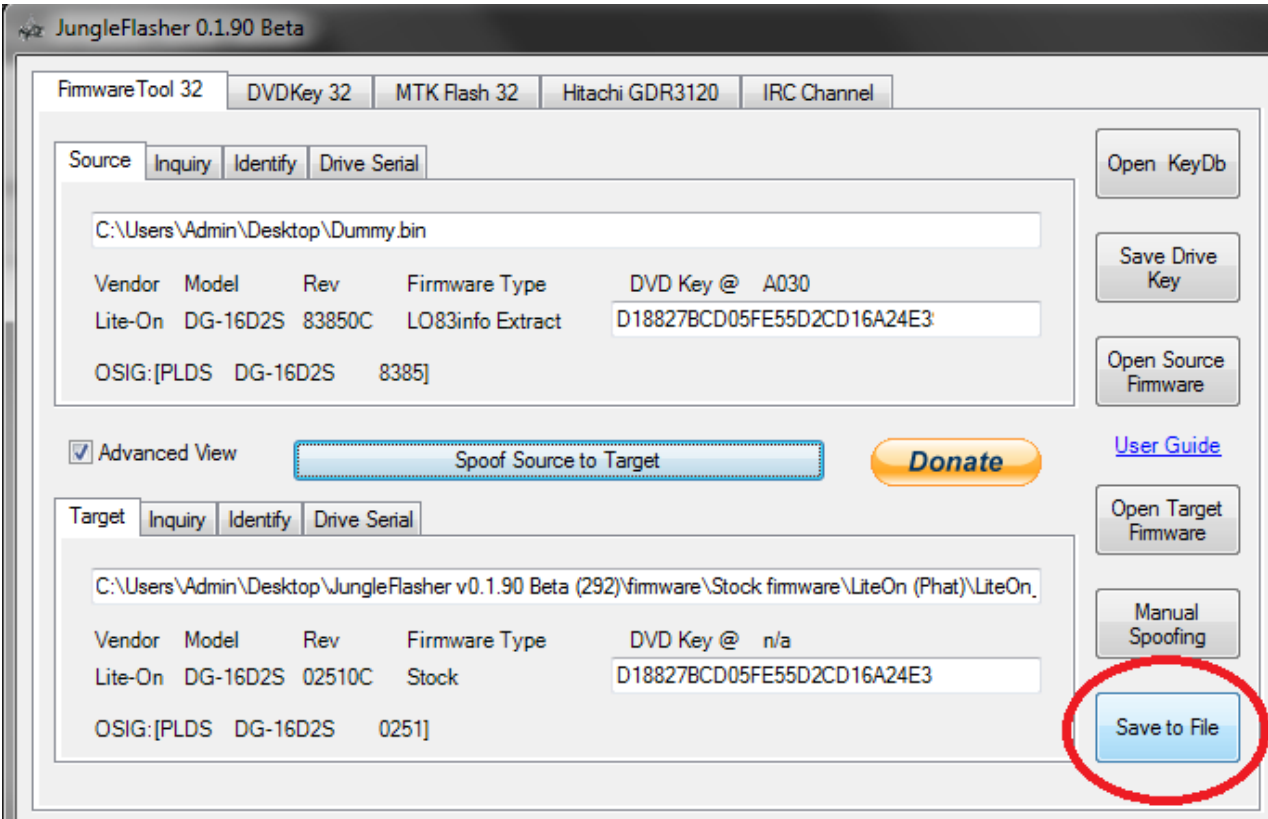 JungleFlasher 0.1.90 Beta
FirmwareTool 32 DVDKey 32 MTK Flash 32 Hitachi GDR3120 IRC Channel
Source Inquiry Identify Drive Serial
Open KeyDb
C:\Users\Admin\Desktop\Dummy.bin
Vendor Model Rev Firmware Type DVD Key @ A030
Lite-On DG-16D2S 83850C LO83info Extract D18827BCD05FE55D2CD16A24E3
OSIG:[PLDS DG-16D2S 8385]
Save Drive
Key
Open Source
Firmware
Advanced View Spoof Source to Target Donate User Guide
Target Inquiry Identify Drive Serial
Open Target
Firmware
C:\Users\Admin\Desktop\JungleFlasher v0.1.90 Beta (292)\firmware\Stock firmware\LiteOn (Phat)\LiteOn_
Vendor Model Rev Firmware Type DVD Key @ n/a
Lite-On DG-16D2S 02510C Stock D18827BCD05FE55D2CD16A24E3
OSIG:[PLDS DG-16D2S 0251]
Manual
Spoofing
Save to File